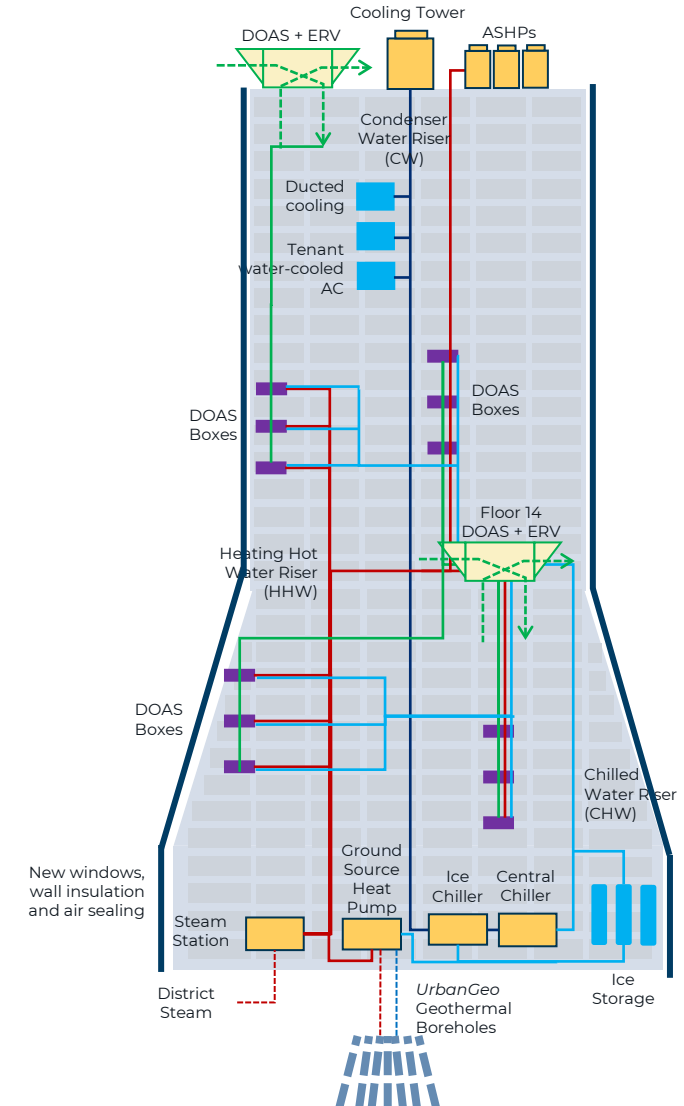 Cooling Tower
DOAS + ERV
ASHPs
Condenser
Water Riser
(CW)
Ducted
cooling
Tenant
water-cooled
AC
DOAS
Boxes
DOAS
Boxes
Floor 14
DOAS + ERV
Heating Hot
Water Riser
(HHW)
DOAS
Boxes
Chilled
Water Riser
(CHW)
New windows,
wall insulation
and air sealing
Ground
Source
Heat
Pump
Ice
Chiller
Central
Chiller
Steam
Station
District
Steam
UrbanGeo
Geothermal
Boreholes
Ice
Storage